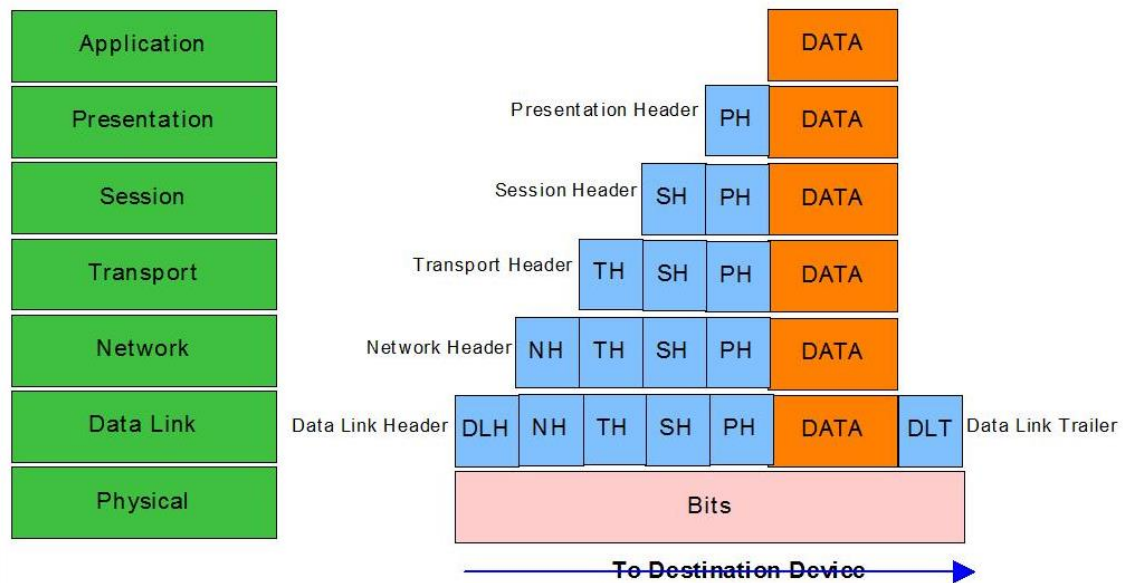 Application DATA
Presentation Presentation Header PH DATA
Session Session Header SH PH DATA
Transport Transport Header TH SH PH DATA
Network Network Header NH TH SH PH DATA
Data Link Data Link Header DLH NH TH SH PH DATA DLT Data Link Trailer
Physical Bits
To Destination Device